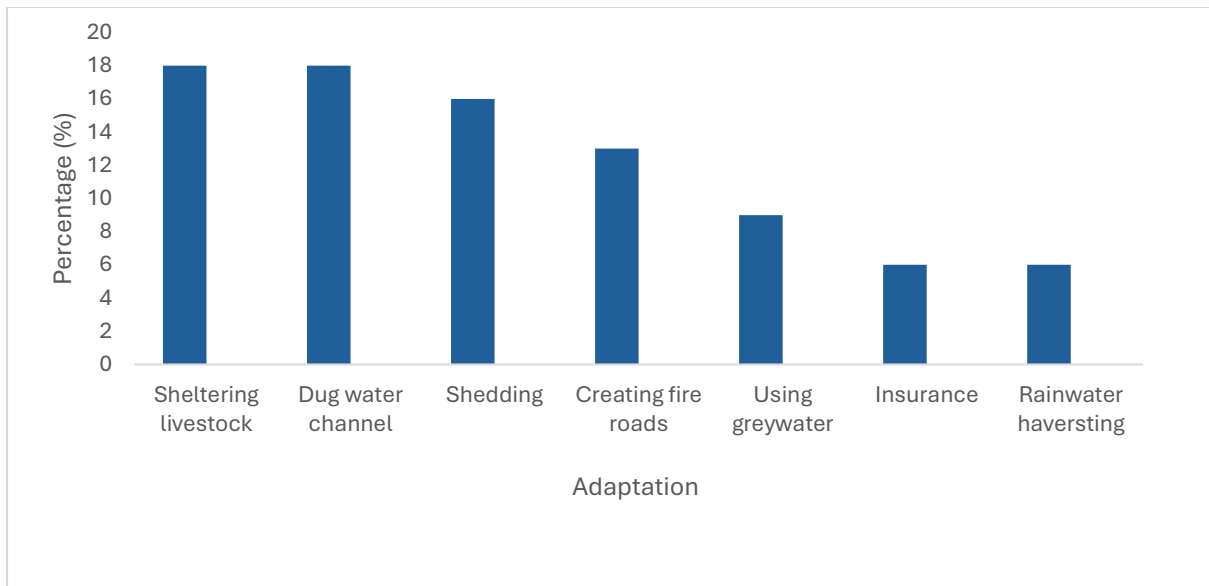 20
18
16
14
12
10
8
6
4
2
0
Percentage (%)
Sheltering livestock
Dug water channel
Shedding
Creating fire roads
Using greywater
Insurance
Rainwater haversting
Adaptation